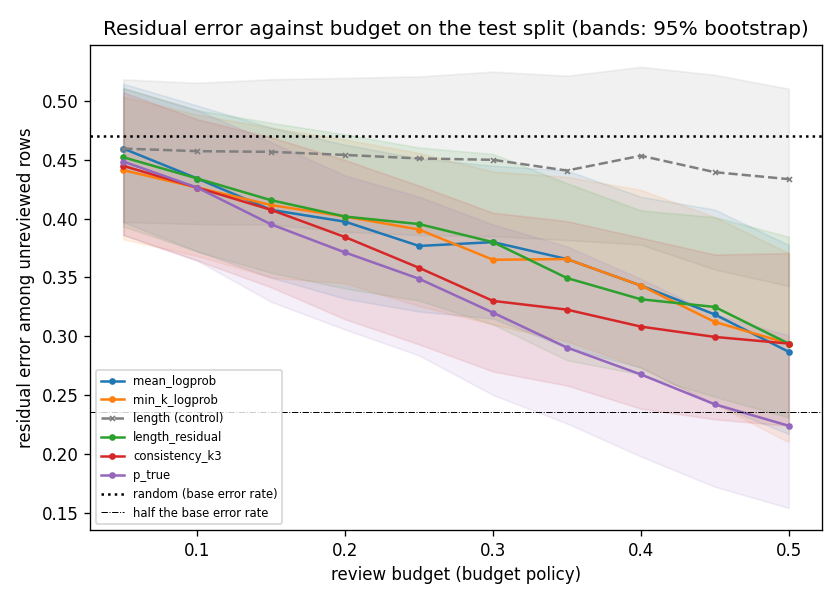 Residual error against budget on the test split (bands: 95% bootstrap)
residual error among unreviewed rows
0.50
0.45
0.40
0.35
0.30
0.25
0.20
0.15
mean_logprob
min_k_logprob
length (control)
length_residual
consistency_k3
p_true
random (base error rate)
half the base error rate
0.1
0.2
0.3
0.4
0.5
review budget (budget policy)